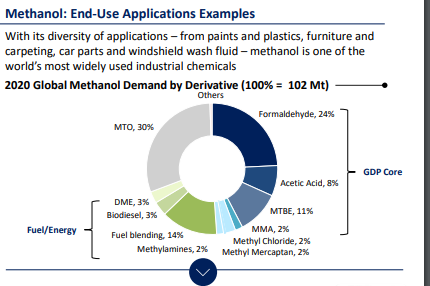 Methanol: End-Use Applications Examples
With its diversity of applications – from paints and plastics, furniture and
carpeting, car parts and windshield wash fluid – methanol is one of the
world's most widely used industrial chemicals
2020 Global Methanol Demand by Derivative (100% = 102 Mt)
Others
Formaldehyde, 24%
MTO, 30%
GDP Core
Acetic Acid, 8%
DME, 3%
MTBE, 11%
Biodiesel, 3%
MMA, 2%
Fuel/Energy
Fuel blending, 14%
Methyl Chloride, 2%
Methylamines, 2%
Methyl Mercaptan, 2%